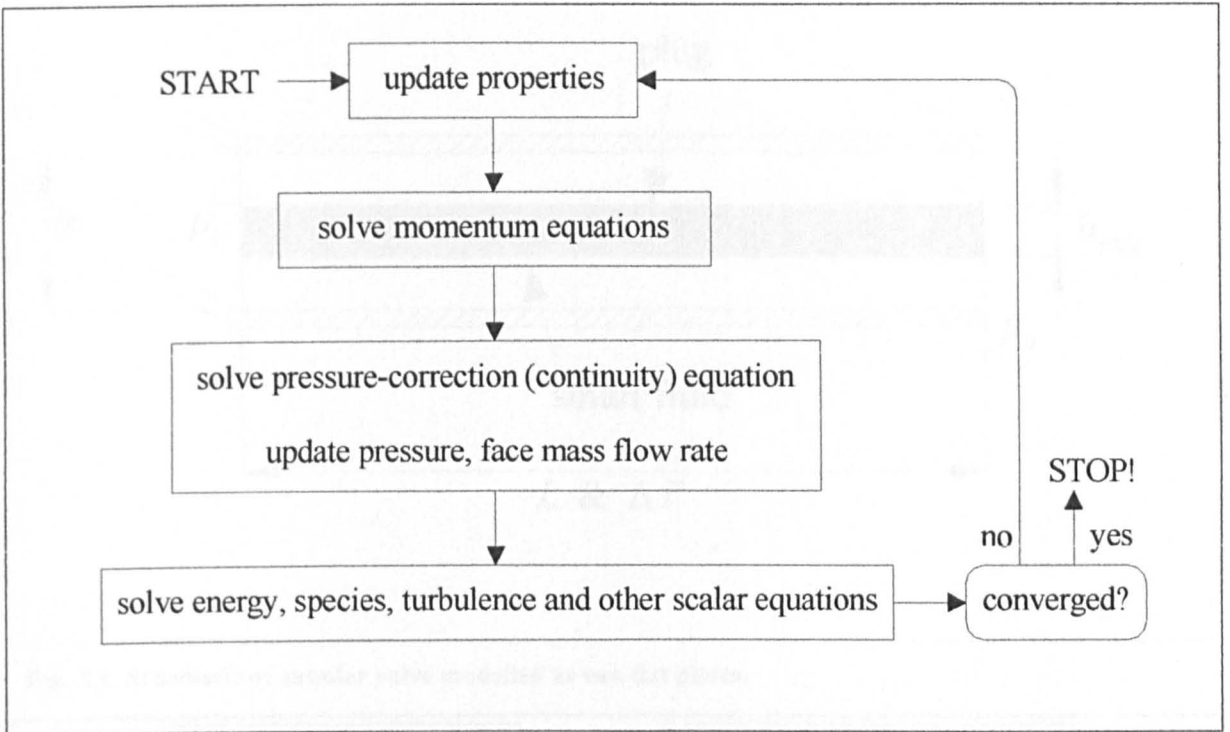 START
update properties
solve momentum equations
solve pressure-correction (continuity) equation
update pressure, face mass flow rate
solve energy, species, turbulence and other scalar equations
converged?
no
yes
STOP!